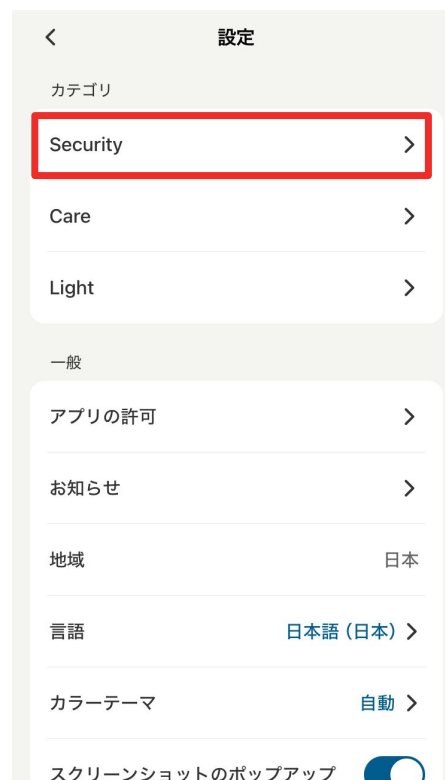 設定
カテゴリ
Security
Care
Light
一般
アプリの許可
お知らせ
地域 日本
言語 日本語 (日本)
カラーテーマ 自動
スクリーンショットのポップアップ